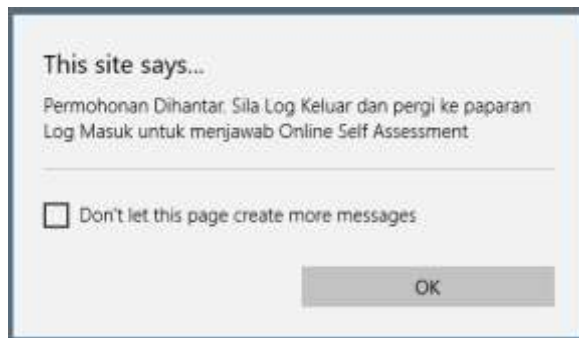 This site says...
Permohonan Dihantar. Sila Log Keluar dan pergi ke paparan
Log Masuk untuk menjawab Online Self Assessment
Don't let this page create more messages
OK